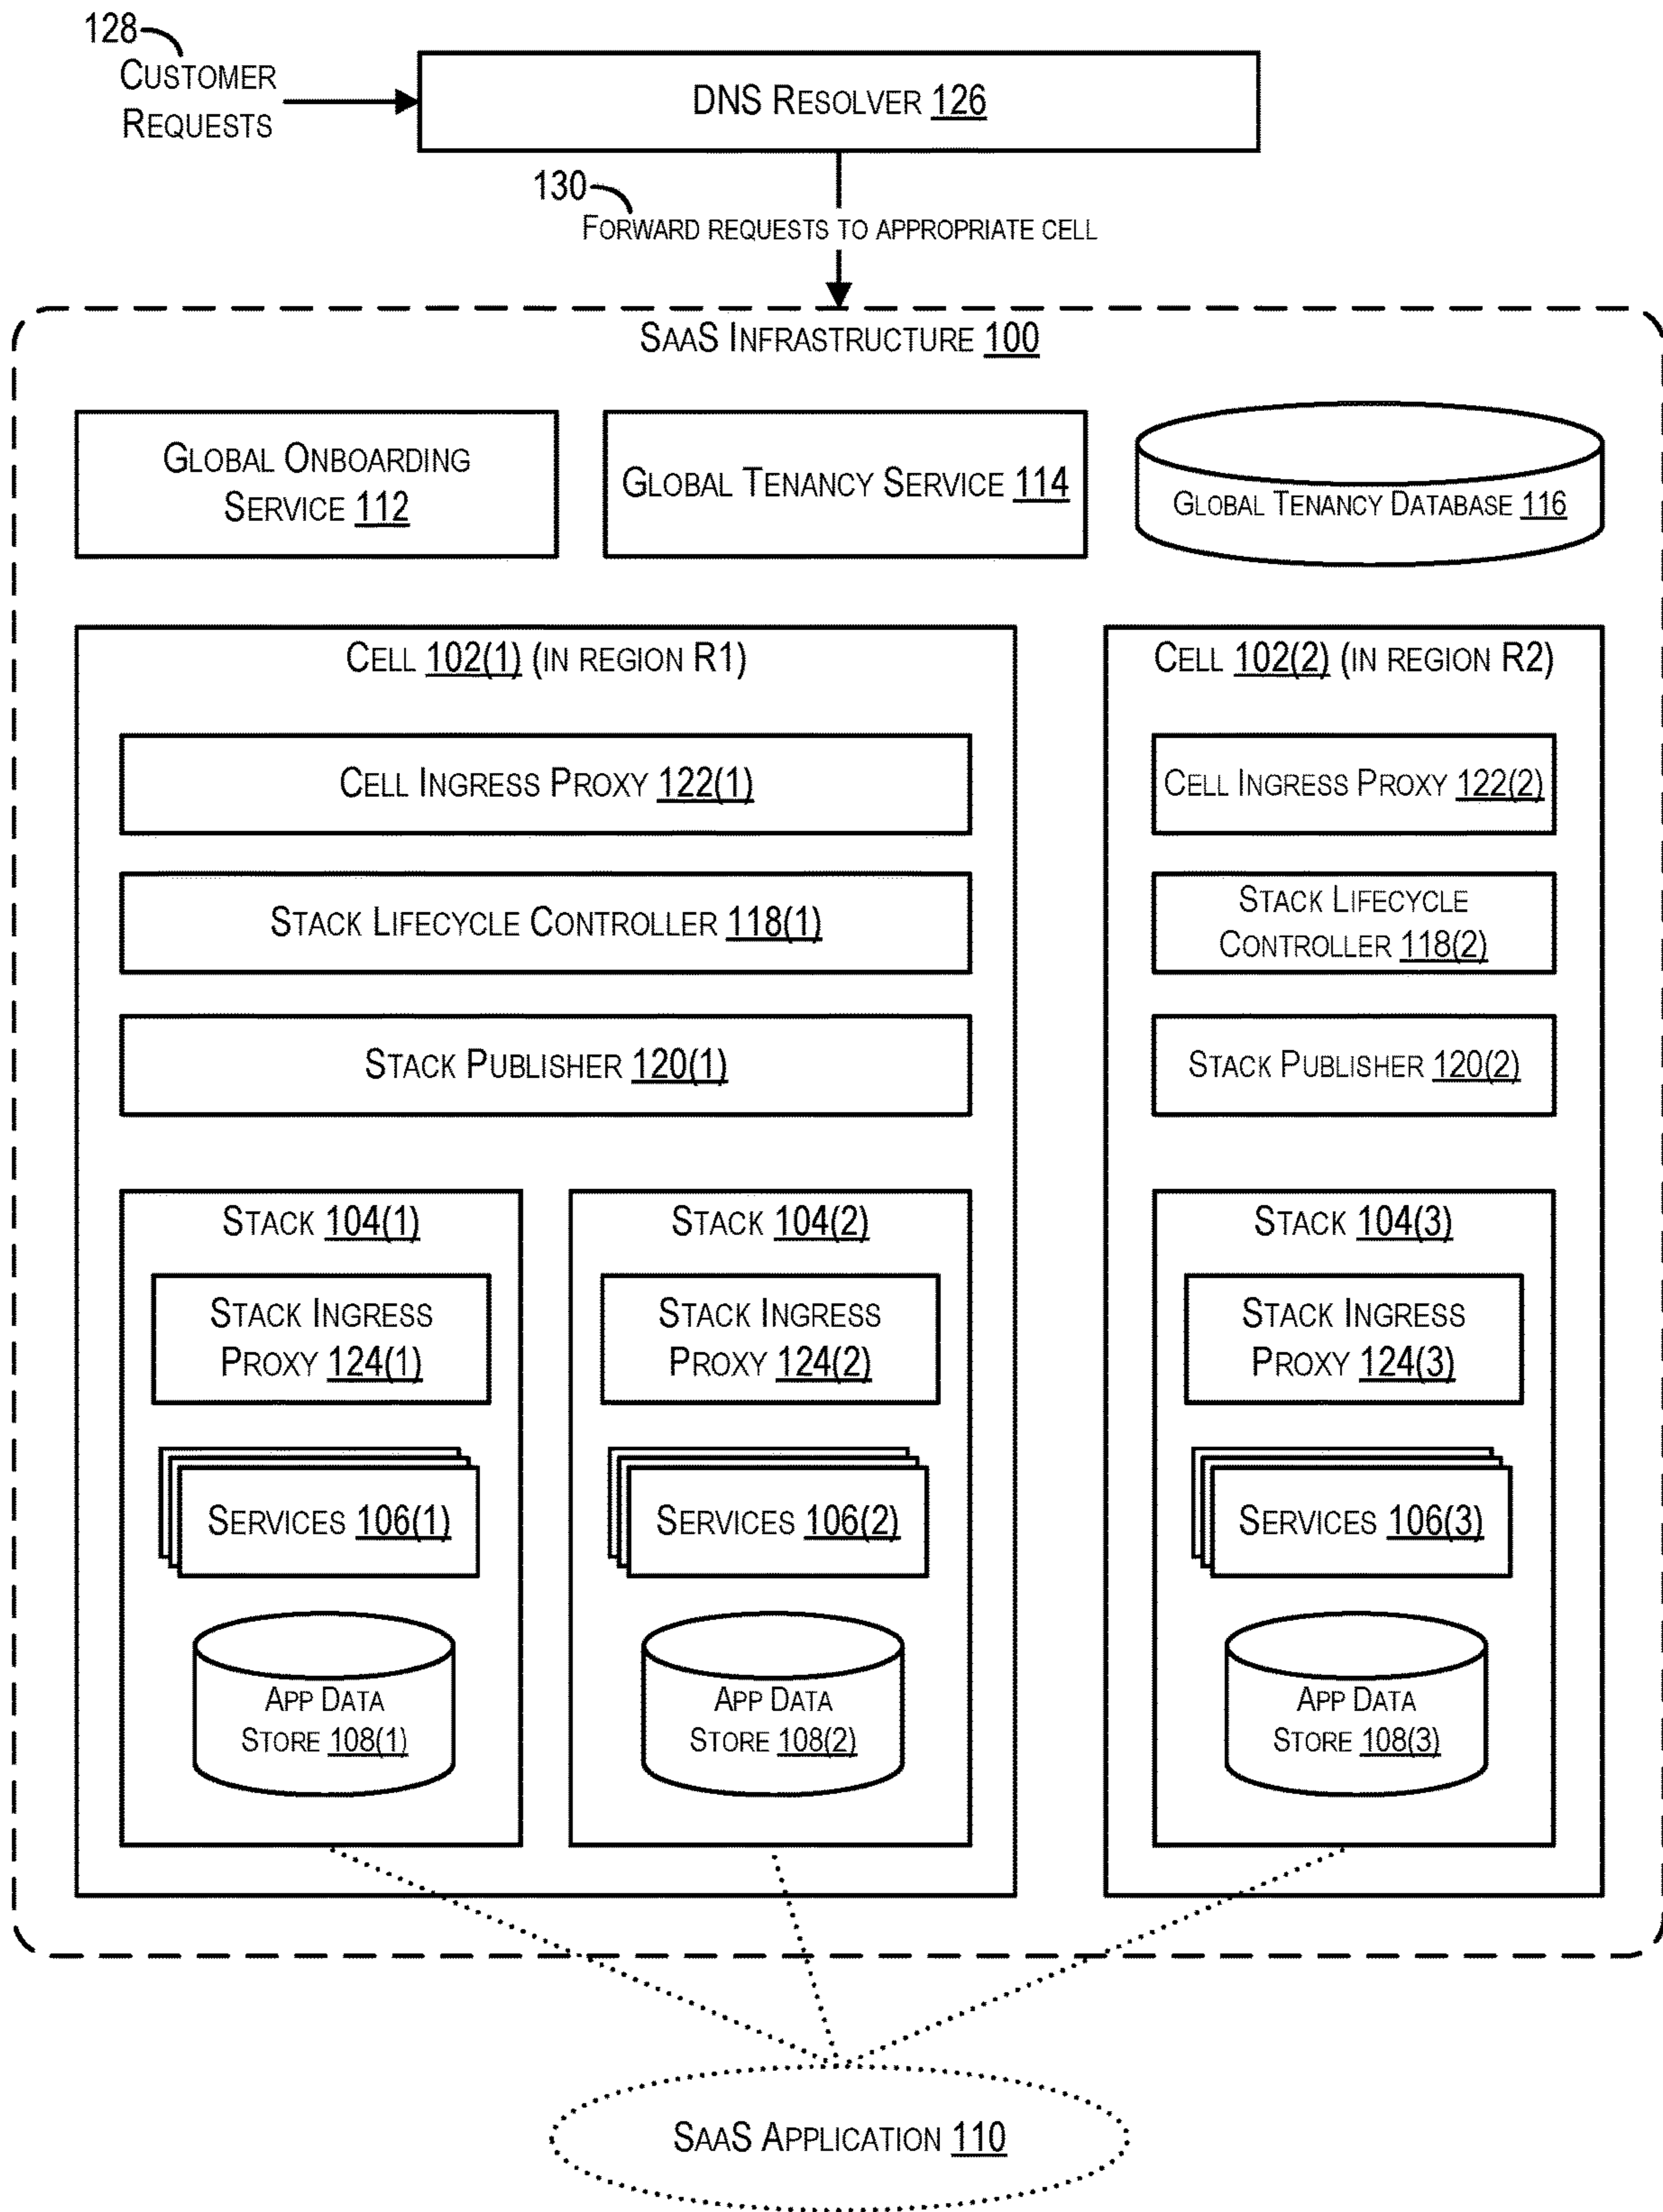 128
CUSTOMER
REQUESTS
DNS RESOLVER 126
130
FORWARD REQUESTS TO APPROPRIATE CELL
SAAS INFRASTRUCTURE 100
GLOBAL ONBOARDING
SERVICE 112
GLOBAL TENANCY SERVICE 114
GLOBAL TENANCY DATABASE 116
CELL 102(1) (IN REGION R1)
CELL INGRESS PROXY 122(1)
STACK LIFECYCLE CONTROLLER 118(1)
STACK PUBLISHER 120(1)
STACK 104(1)
STACK INGRESS
PROXY 124(1)
SERVICES 106(1)
APP DATA
STORE 108(1)
STACK 104(2)
STACK INGRESS
PROXY 124(2)
SERVICES 106(2)
APP DATA
STORE 108(2)
CELL 102(2) (IN REGION R2)
CELL INGRESS PROXY 122(2)
STACK LIFECYCLE
CONTROLLER 118(2)
STACK PUBLISHER 120(2)
STACK 104(3)
STACK INGRESS
PROXY 124(3)
SERVICES 106(3)
APP DATA
STORE 108(3)
SAAS APPLICATION 110